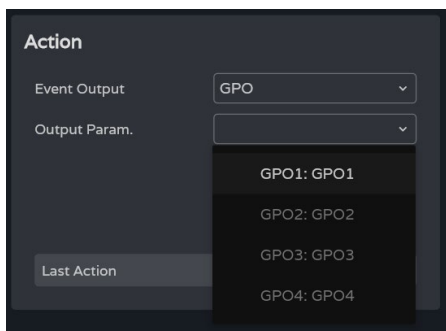 Action
Event Output GPO
Output Param.
GPO1: GPO1
GPO2: GPO2
GPO3: GPO3
GPO4: GPO4
Last Action